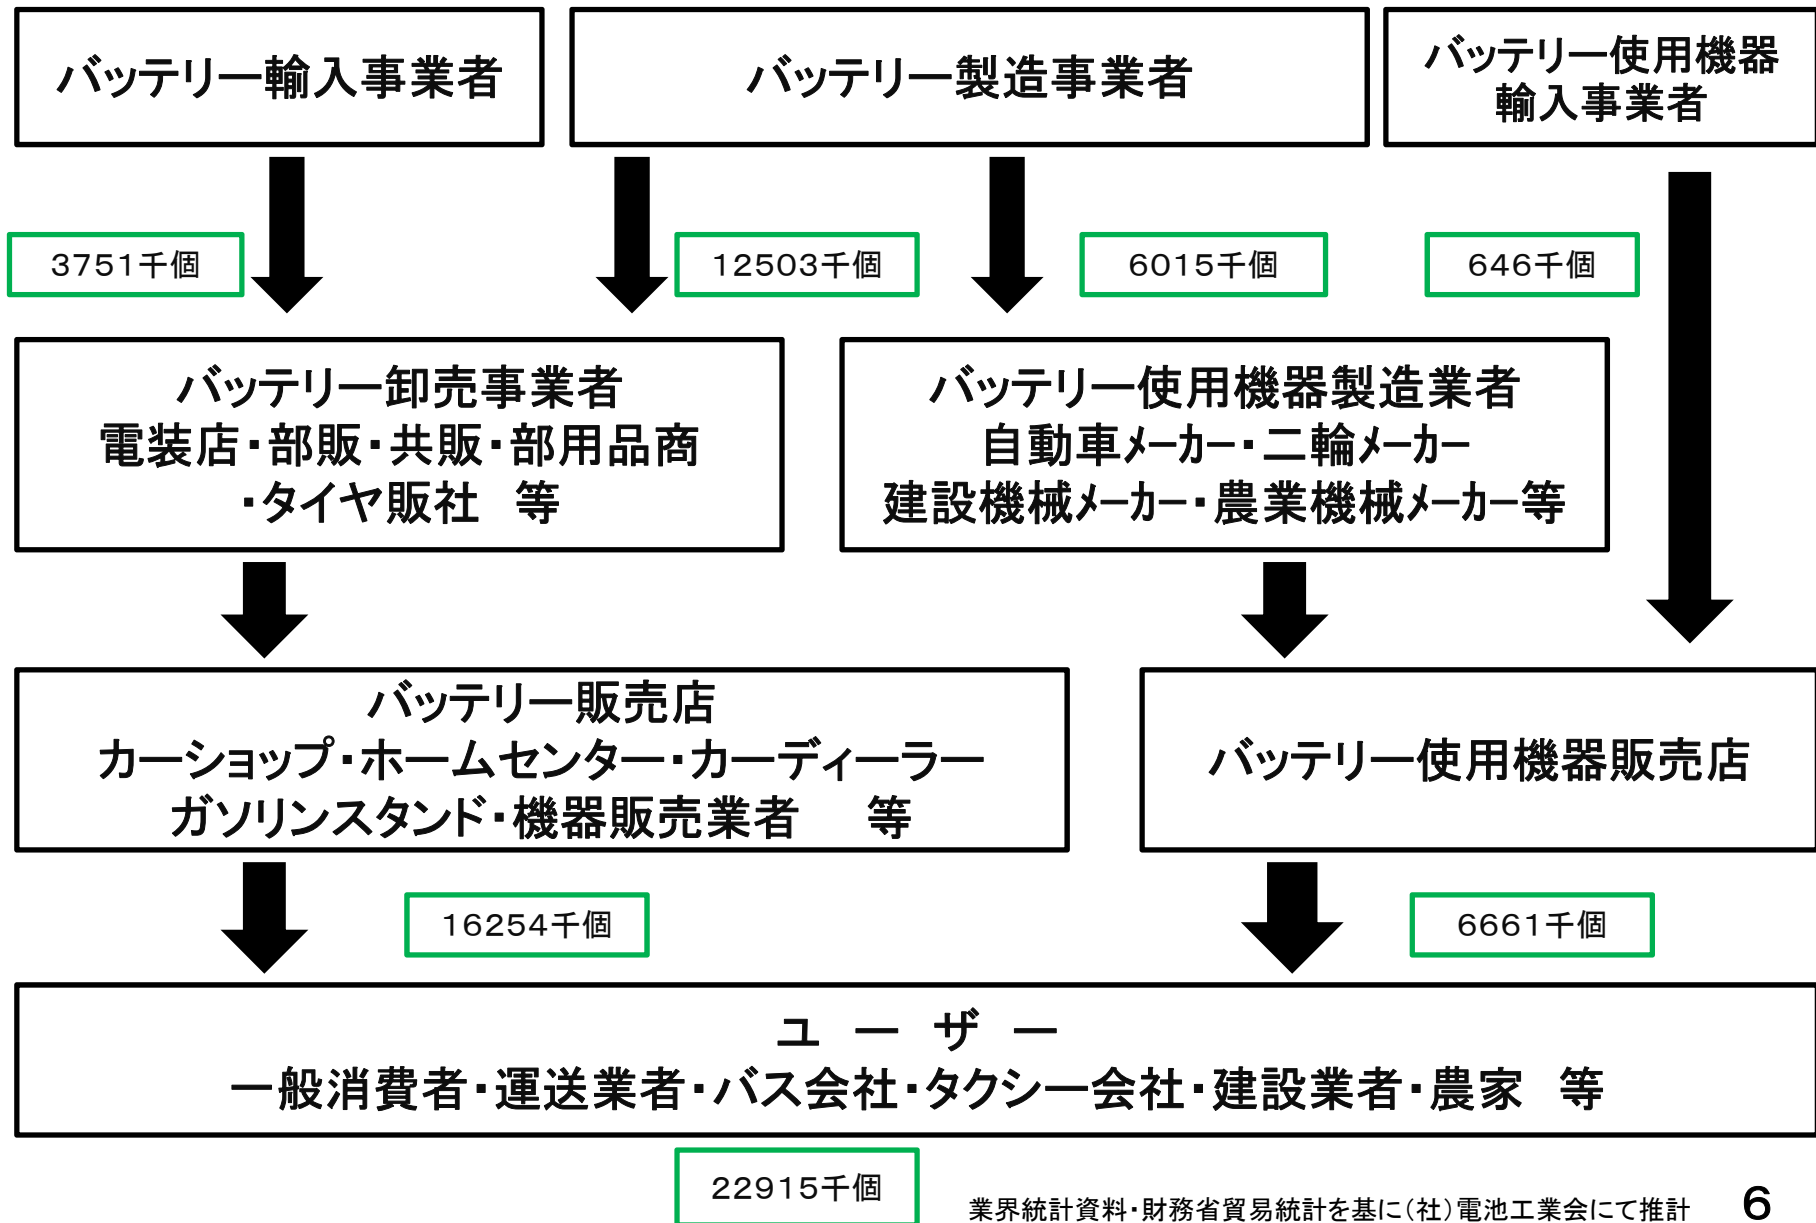 バッテリー輸入事業者
バッテリー製造事業者
バッテリー使用機器
輸入事業者
3751千個
12503千個
6015千個
646千個
バッテリー卸売事業者
電装店・部販・共販・部用品商
・タイヤ販社 等
バッテリー使用機器製造業者
自動車ﾒｰｶｰ・二輪ﾒｰｶｰ
建設機械ﾒｰｶｰ・農業機械ﾒｰｶｰ等
バッテリー販売店
カーショップ・ホームセンター・カーディーラー
ガソリンスタンド・機器販売業者 等
バッテリー使用機器販売店
16254千個
6661千個
ユ ー ザ ー
一般消費者・運送業者・バス会社・タクシー会社・建設業者・農家 等
22915千個
業界統計資料・財務省貿易統計を基に(社)電池工業会にて推計
6